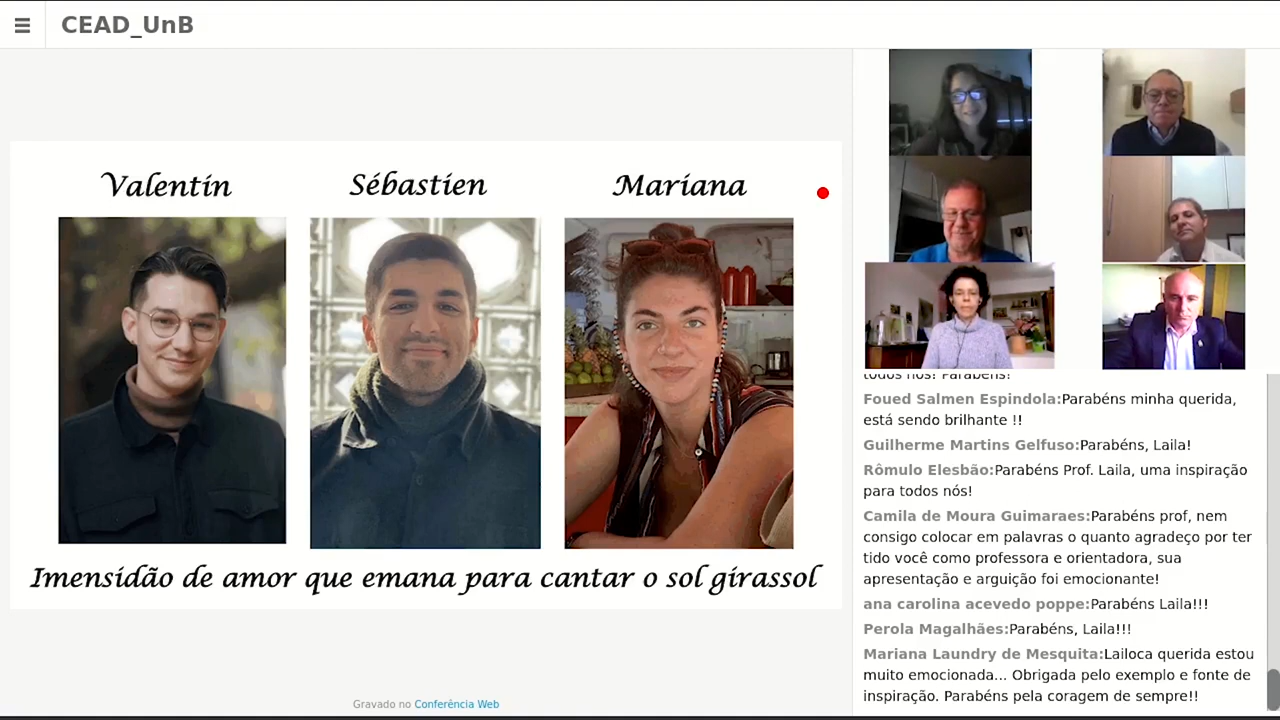 CEAD_UnB
Valentin
Sébastien
Mariana
Imensidão de amor que emana para cantar o sol girassol
Gravado no Conferência Web
todos nós! Parabéns!
Foued Salmen Espindola:Parabéns minha querida,
está sendo brilhante !!
Guilherme Martins Gelfuso:Parabéns, Laila!
Rômulo Elesbão:Parabéns Prof. Laila, uma inspiração
para todos nós!
Camila de Moura Guimaraes:Parabéns prof, nem
consigo colocar em palavras o quanto agradeço por ter
tido você como professora e orientadora, sua
apresentação e arguição foi emocionante!
ana carolina acevedo poppe:Parabéns Laila!!!
Perola Magalhães:Parabéns, Laila!!!
Mariana Laundry de Mesquita:Lailoca querida estou
muito emocionada... Obrigada pelo exemplo e fonte de
inspiração. Parabéns pela coragem de sempre!!